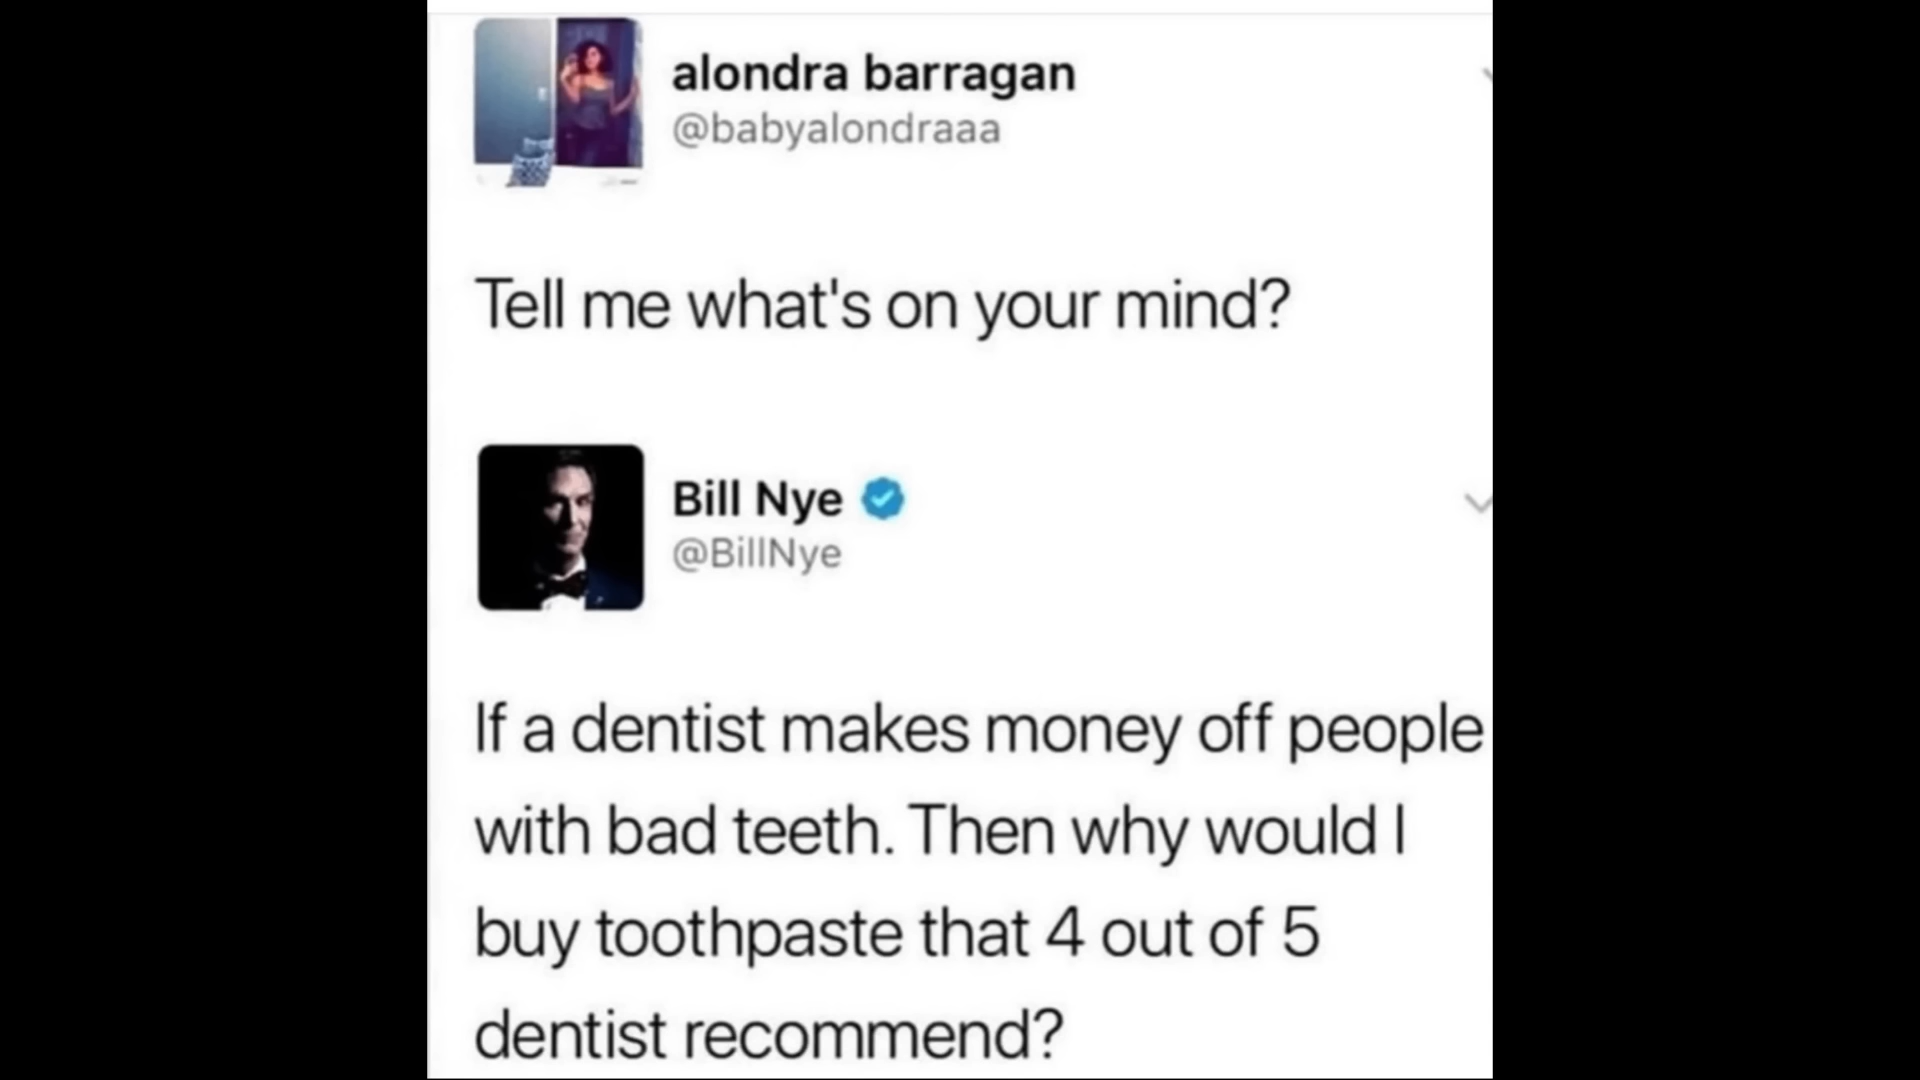 alondra barragan
@babyalondraaa
Tell me what's on your mind?
Bill Nye
@BillNye
If a dentist makes money off people
with bad teeth. Then why would I
buy toothpaste that 4 out of 5
dentist recommend?